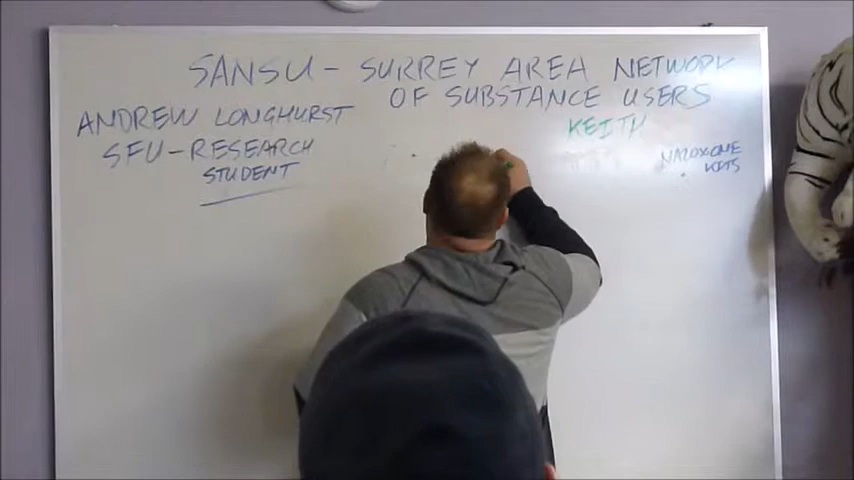 SANSU - SURREY AREA NETWORK
OF SUBSTANCE USERS
ANDREW LONGHURST
SFU - RESEARCH
STUDENT
KEITH
NALOXONE
KITS